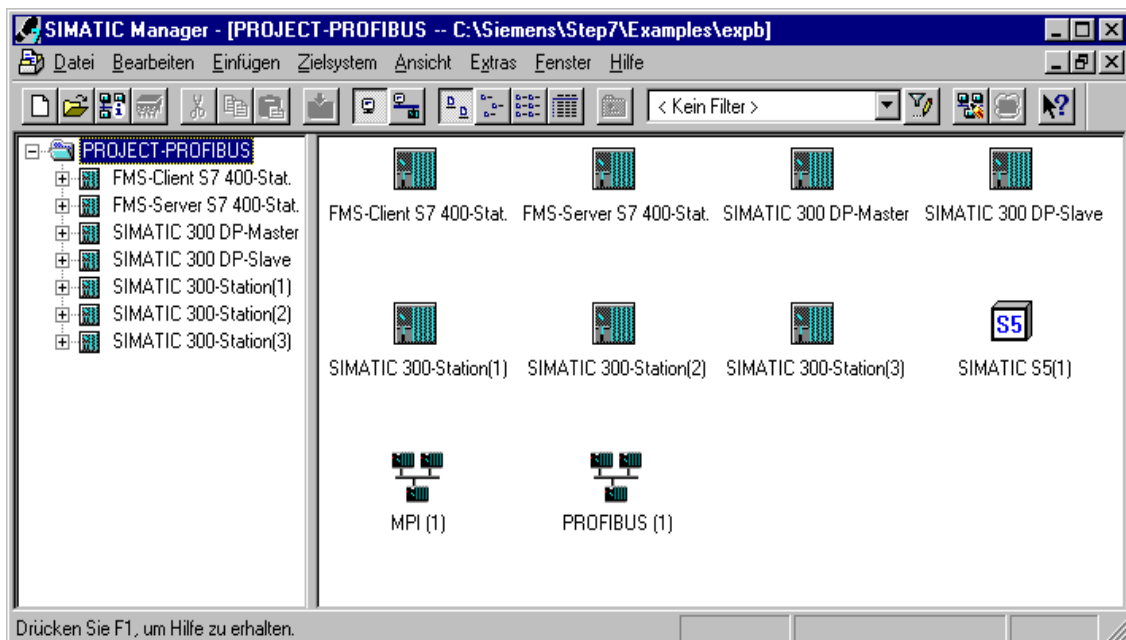 SIMATIC Manager - [PROJECT-PROFIBUS -- C:\Siemens\Step7\Examples\expb]
Datei Bearbeiten Einfügen Zielsystem Ansicht Extras Fenster Hilfe
< Kein Filter >
PROJECT-PROFIBUS
FMS-Client S7 400-Stat.
FMS-Server S7 400-Stat.
SIMATIC 300 DP-Master
SIMATIC 300 DP-Slave
SIMATIC 300-Station(1)
SIMATIC 300-Station(2)
SIMATIC 300-Station(3)
FMS-Client S7 400-Stat. FMS-Server S7 400-Stat. SIMATIC 300 DP-Master SIMATIC 300 DP-Slave
S5
SIMATIC 300-Station(1) SIMATIC 300-Station(2) SIMATIC 300-Station(3) SIMATIC S5(1)
MPI (1) PROFIBUS (1)
Drücken Sie F1, um Hilfe zu erhalten.